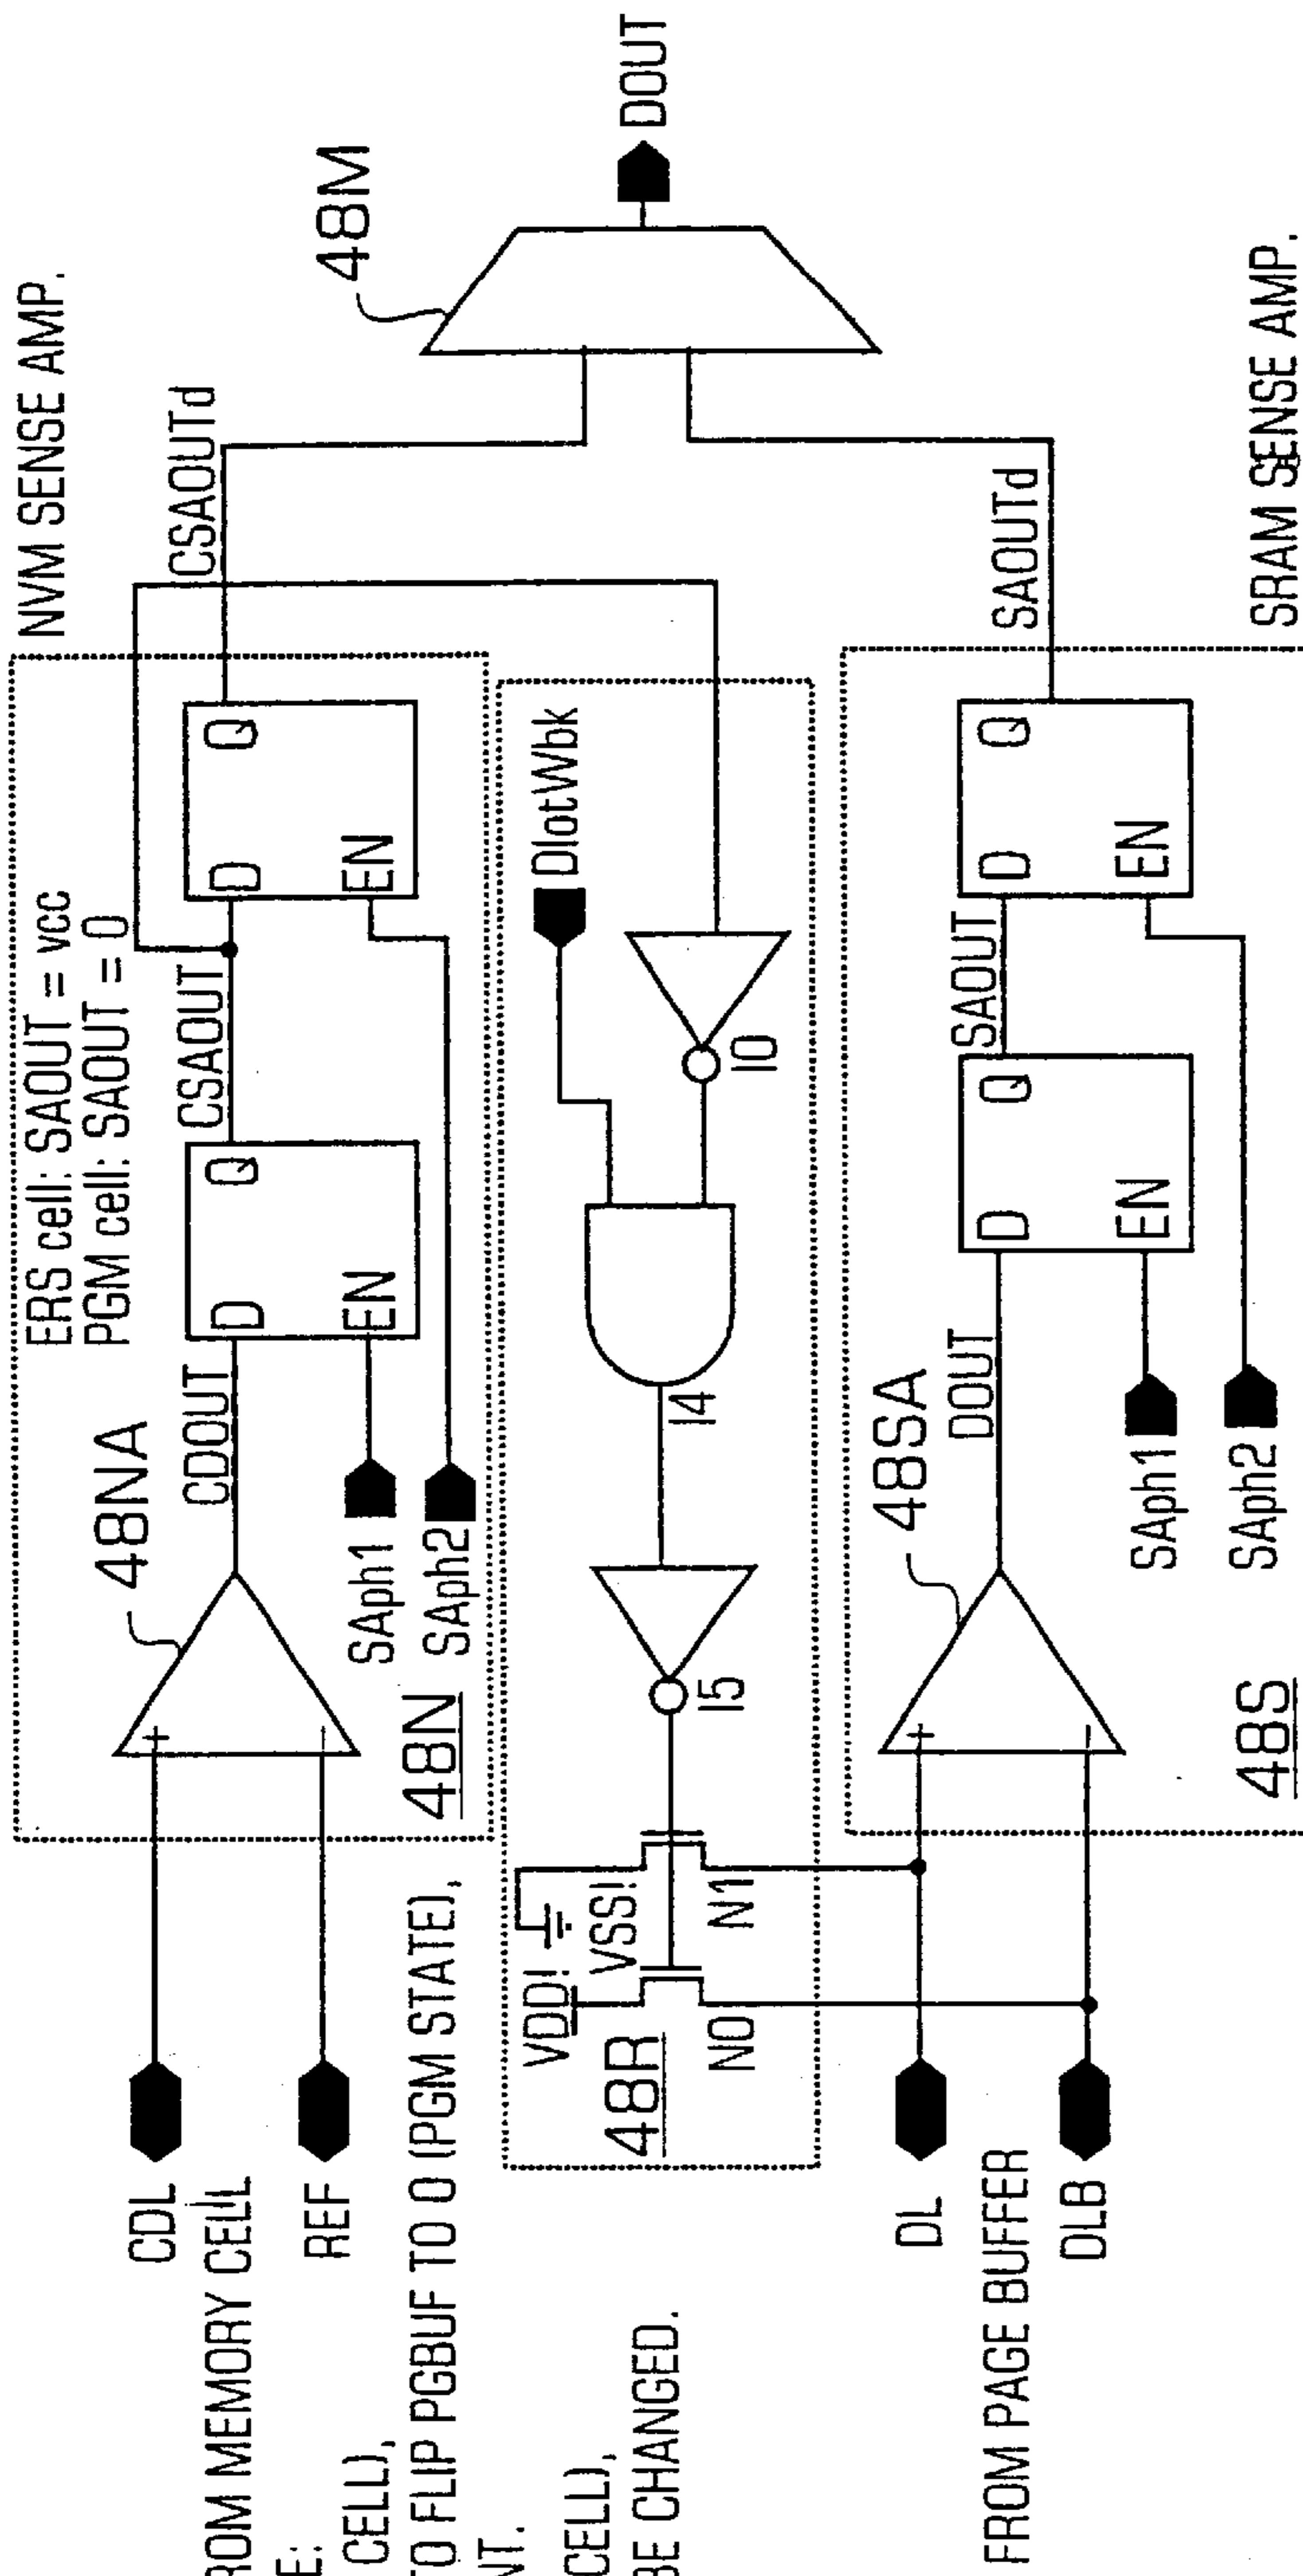 NVM SENSE AMP.
ERS cell: SAOUT = vcc
PGM cell: SAOUT = 0
48NA
CDOUT
CSAOUT
CSAOUTd
D
Q
EN
D
Q
EN
SAph1
SAph2
48N
CDL
ROM MEMORY CELL
REF
E:
CELL),
TO FLIP PGBUF TO 0 (PGM STATE),
NT.
CELL),
BE CHANGED.
48M
DOUT
DIotWbk
I0
I4
I5
VDD!
VSS!
N0
N1
48R
DL
FROM PAGE BUFFER
DLB
48SA
DOUT
SAOUT
SAOUTd
D
Q
EN
D
Q
EN
SAph1
SAph2
48S
SRAM SENSE AMP.